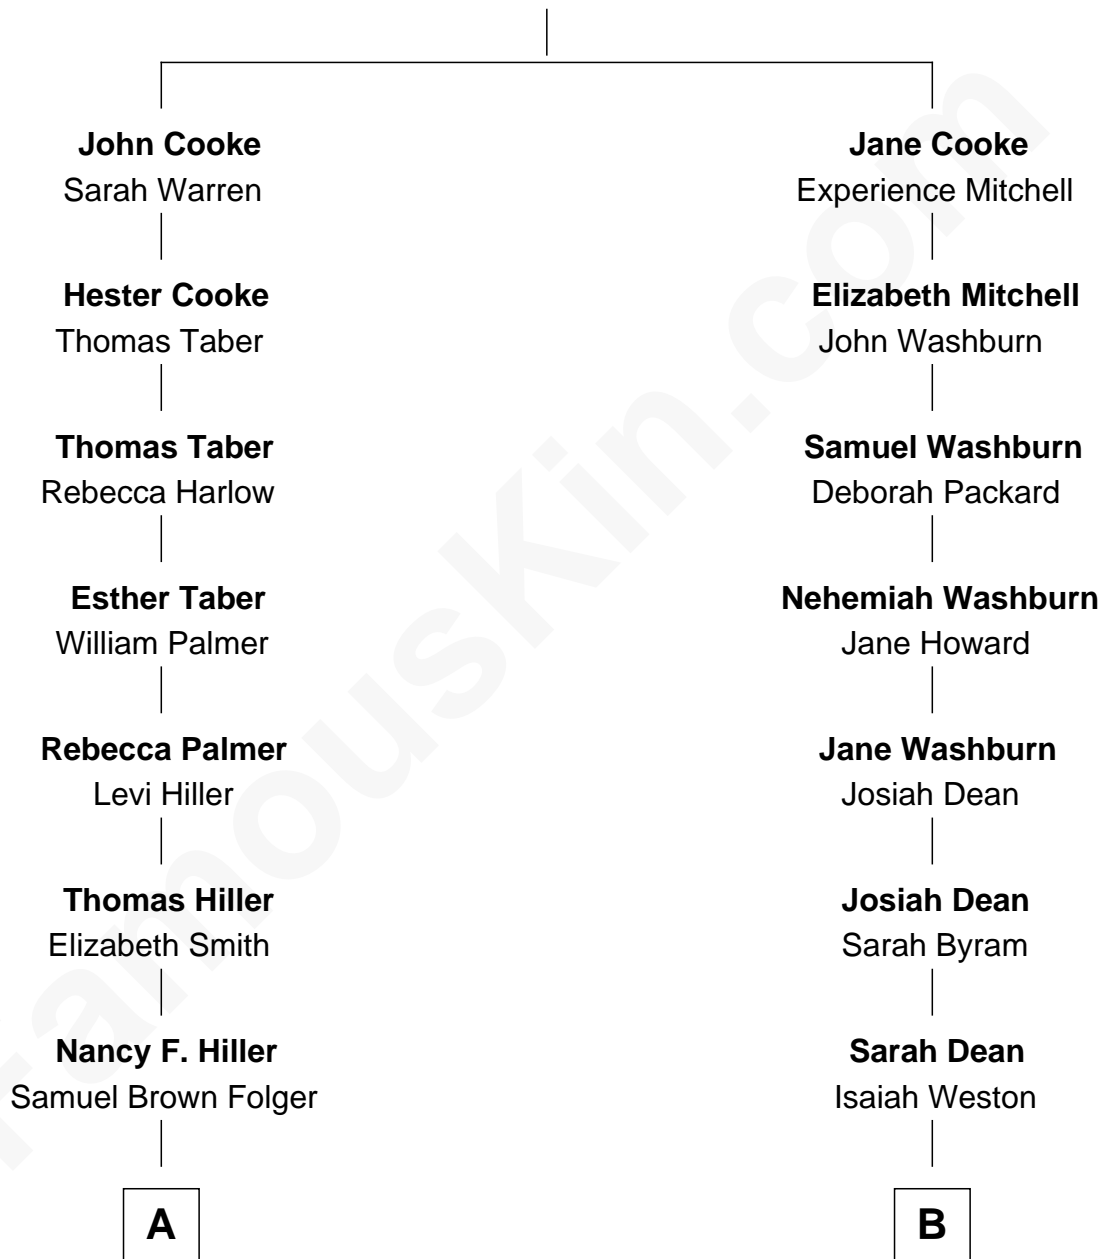 John Cooke
Sarah Warren
Hester Cooke
Thomas Taber
Thomas Taber
Rebecca Harlow
Esther Taber
William Palmer
Rebecca Palmer
Levi Hiller
Thomas Hiller
Elizabeth Smith
Nancy F. Hiller
Samuel Brown Folger
A
Jane Cooke
Experience Mitchell
Elizabeth Mitchell
John Washburn
Samuel Washburn
Deborah Packard
Nehemiah Washburn
Jane Howard
Jane Washburn
Josiah Dean
Josiah Dean
Sarah Byram
Sarah Dean
Isaiah Weston
B
FamousKin.com